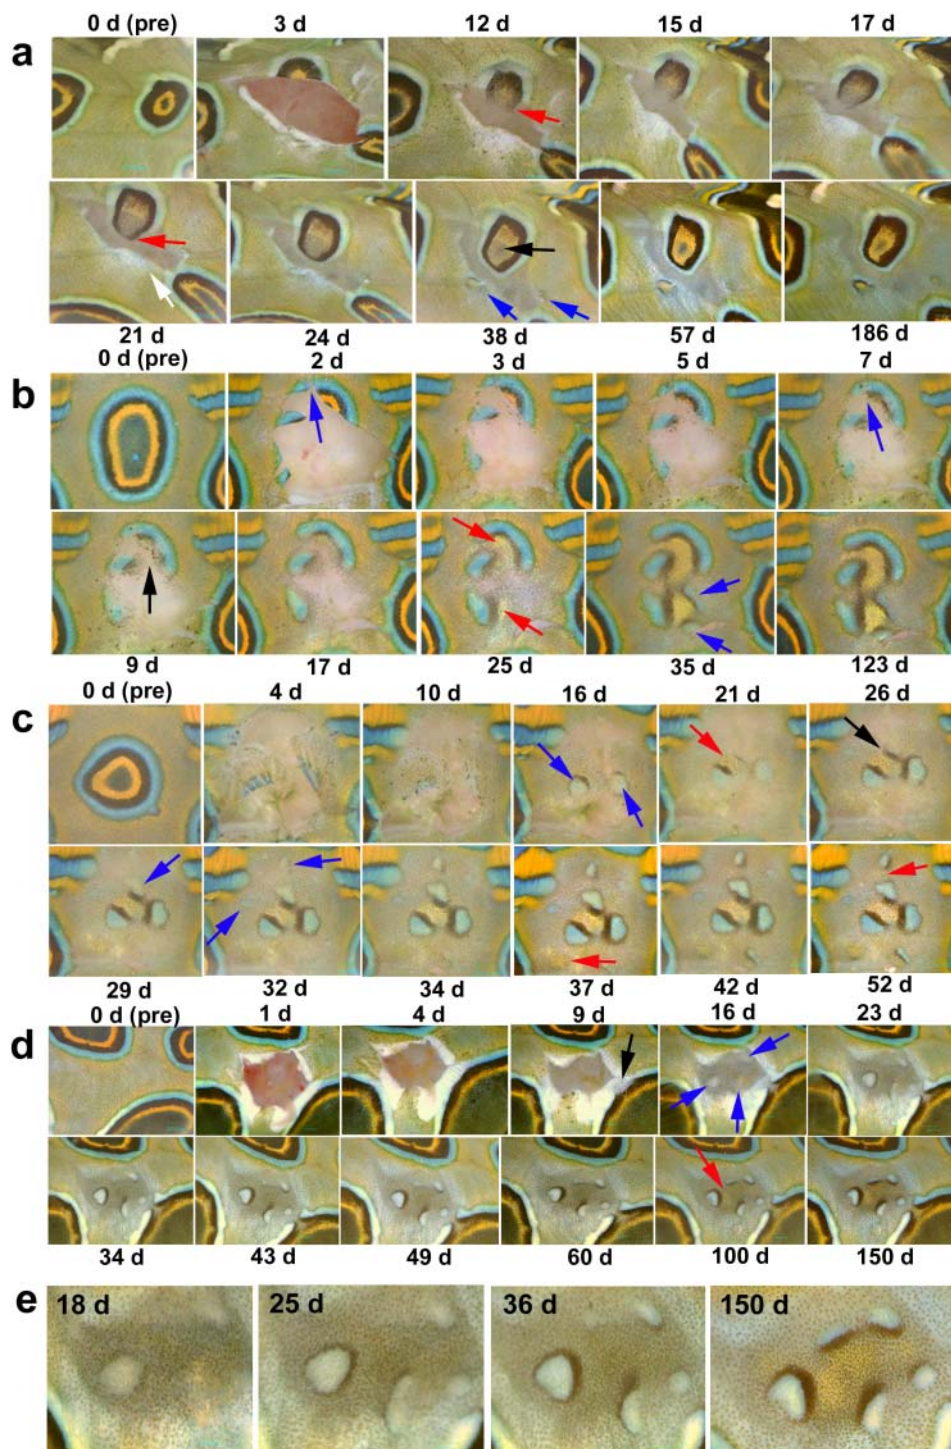 0 d (pre) 3 d 12 d 15 d 17 d
a
21 d 24 d 38 d 57 d 186 d
0 d (pre) 2 d 3 d 5 d 7 d
b
9 d 17 d 25 d 35 d 123 d
0 d (pre) 4 d 10 d 16 d 21 d 26 d
c
29 d 32 d 34 d 37 d 42 d 52 d
0 d (pre) 1 d 4 d 9 d 16 d 23 d
d
34 d 43 d 49 d 60 d 100 d 150 d
e 18 d 25 d 36 d 150 d